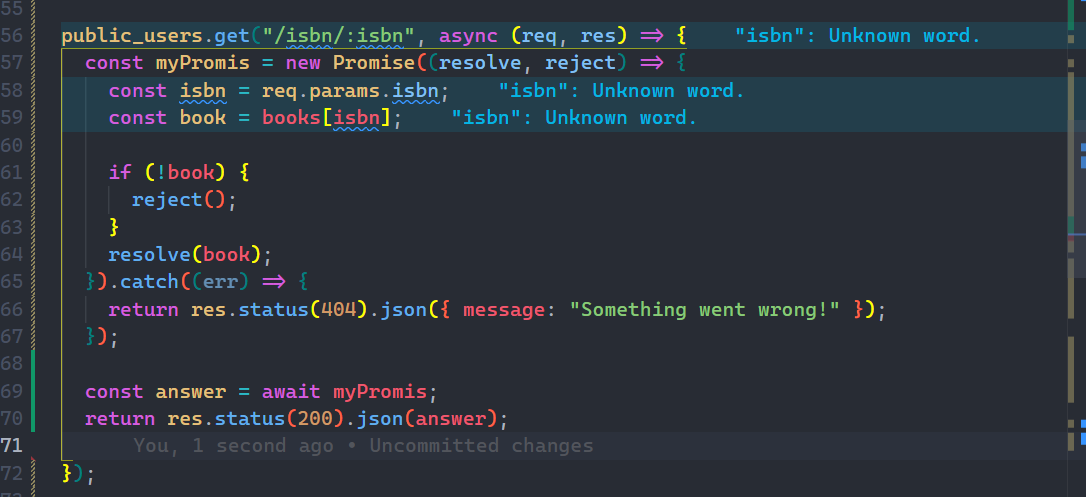 55
56 public_users.get("/isbn/:isbn", async (req, res) => { "isbn": Unknown word.
57 const myPromis = new Promise((resolve, reject) => {
58 const isbn = req.params.isbn; "isbn": Unknown word.
59 const book = books[isbn]; "isbn": Unknown word.
60
61 if (!book) {
62 reject();
63 }
64 resolve(book);
65 }).catch((err) => {
66 return res.status(404).json({ message: "Something went wrong!" });
67 });
68
69 const answer = await myPromis;
70 return res.status(200).json(answer);
71 You, 1 second ago • Uncommitted changes
72 });
73